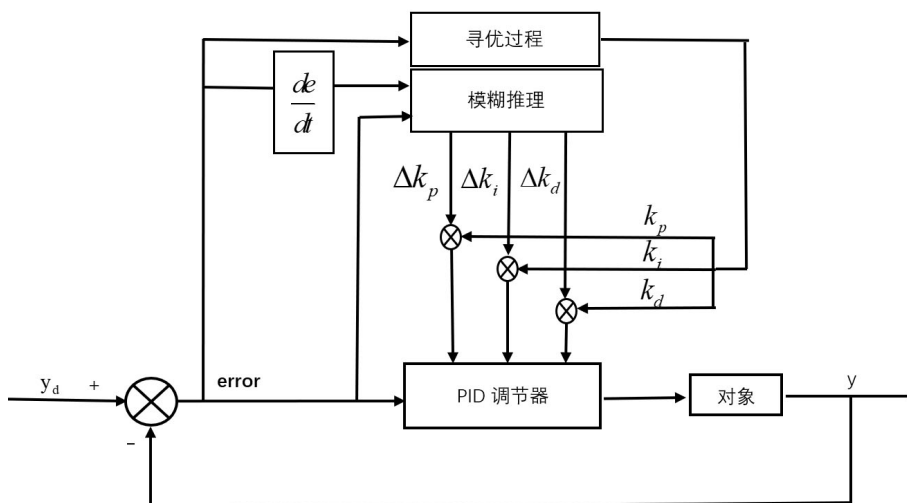 寻优过程
de
dt
模糊推理
Δk_p Δk_i Δk_d
k_p
k_i
k_d
y_d + error PID 调节器 对象 y
-